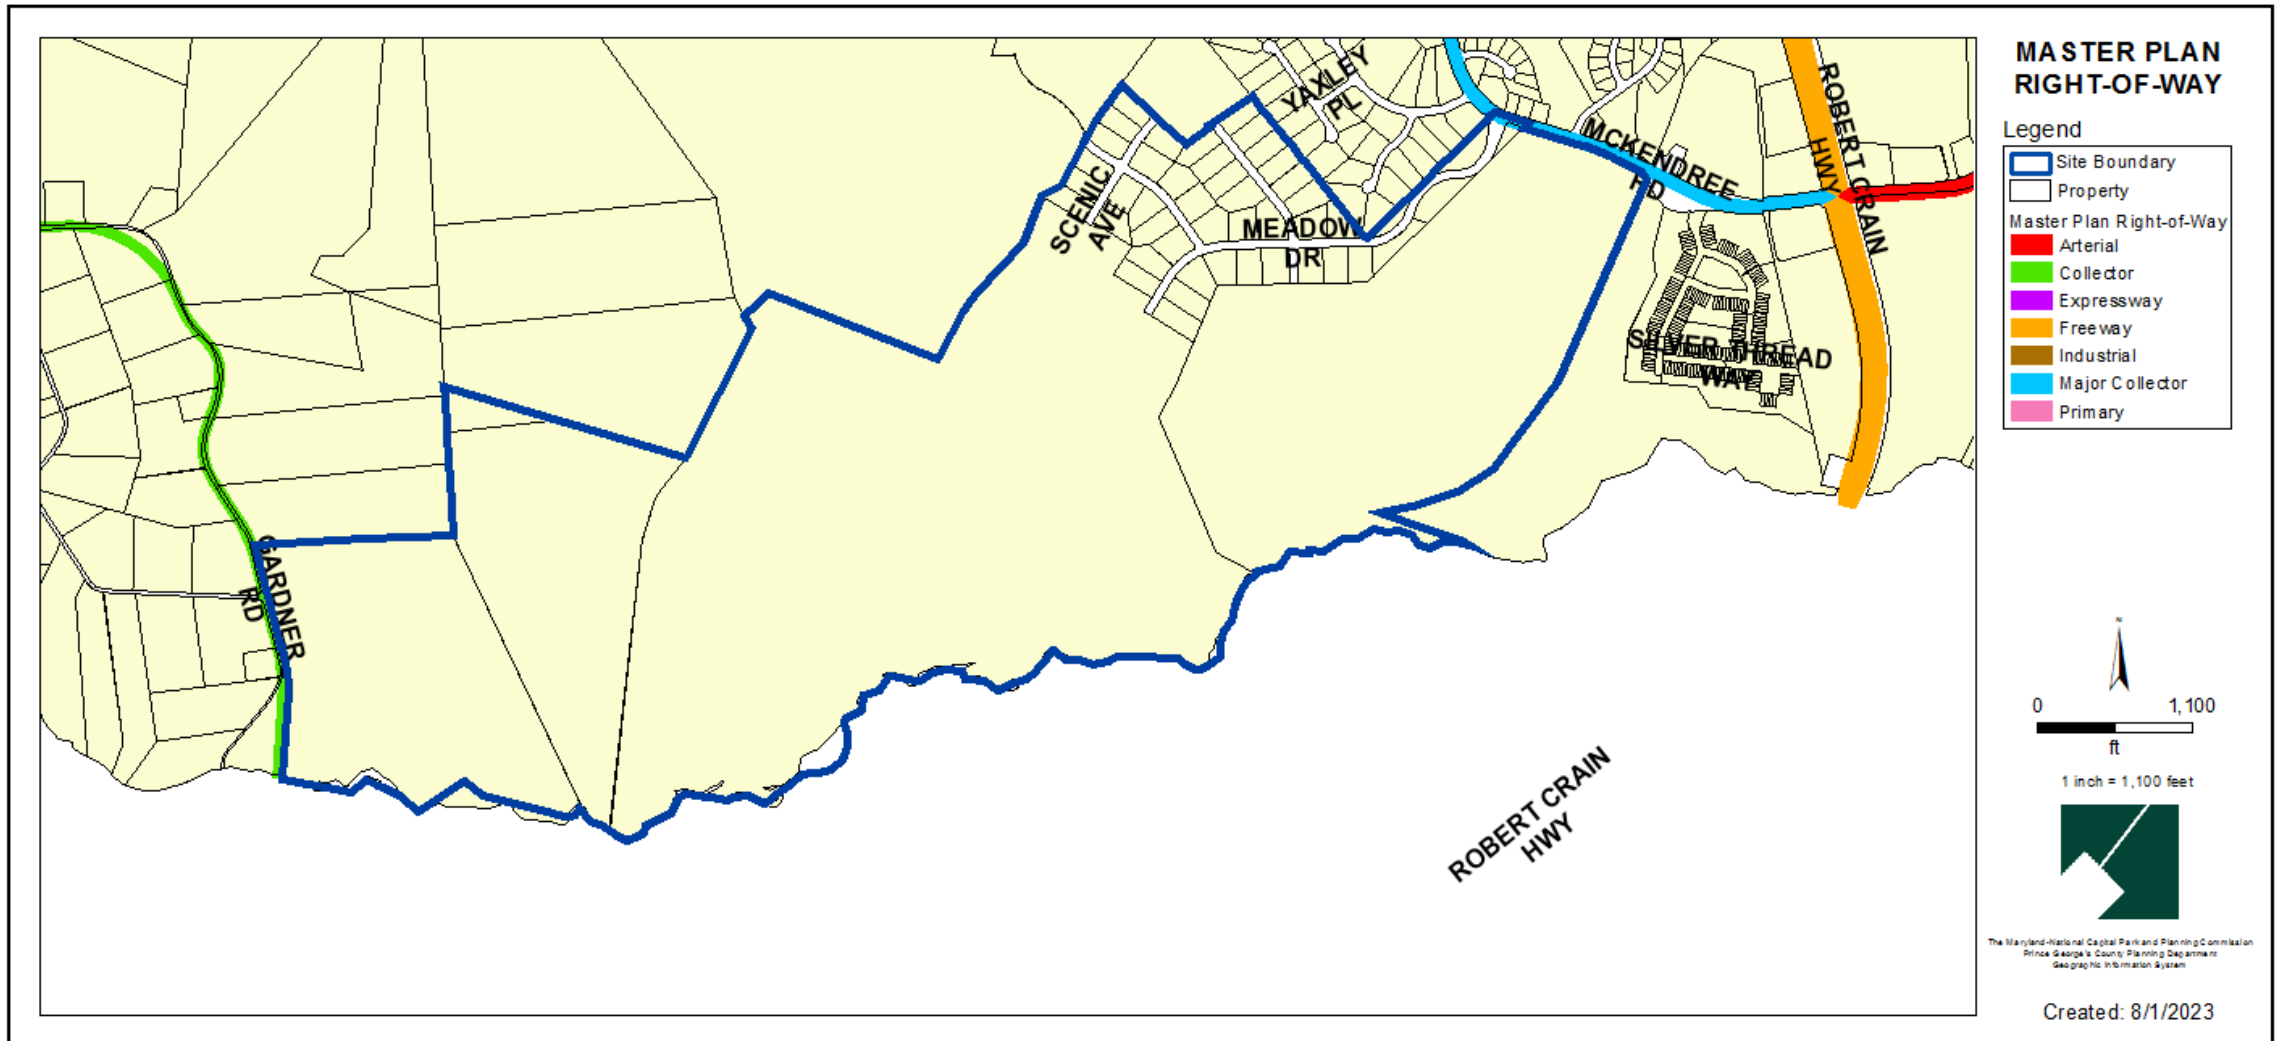 MASTER PLAN
RIGHT-OF-WAY
Legend
Site Boundary
Property
Master Plan Right-of-Way
Arterial
Collector
Expressway
Freeway
Industrial
Major Collector
Primary
N
0 1,100
ft
1 inch = 1,100 feet
The Maryland-National Capital Park and Planning Commission
Prince George's County Planning Department
Geographic Information System
Created: 8/1/2023
YAXLEY
PL
SCENIC
AVE
MEADOW
DR
MCKENDREE
RD
ROBERT CRAIN
HWY
SILVER THREAD
WAY
GARDNER
RD
ROBERT CRAIN
HWY